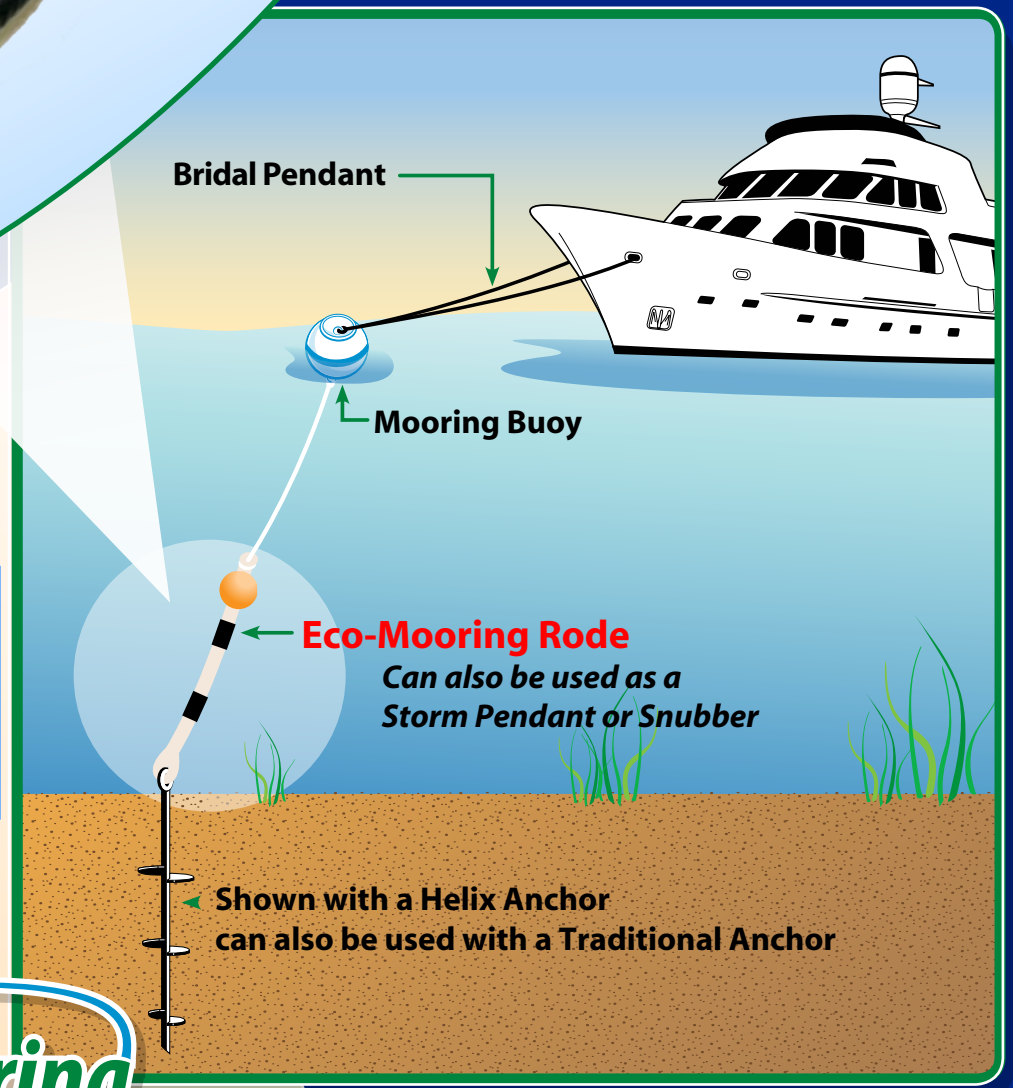 Bridal Pendant
Mooring Buoy
Eco-Mooring Rode
Can also be used as a
Storm Pendant or Snubber
Shown with a Helix Anchor
can also be used with a Traditional Anchor
ring